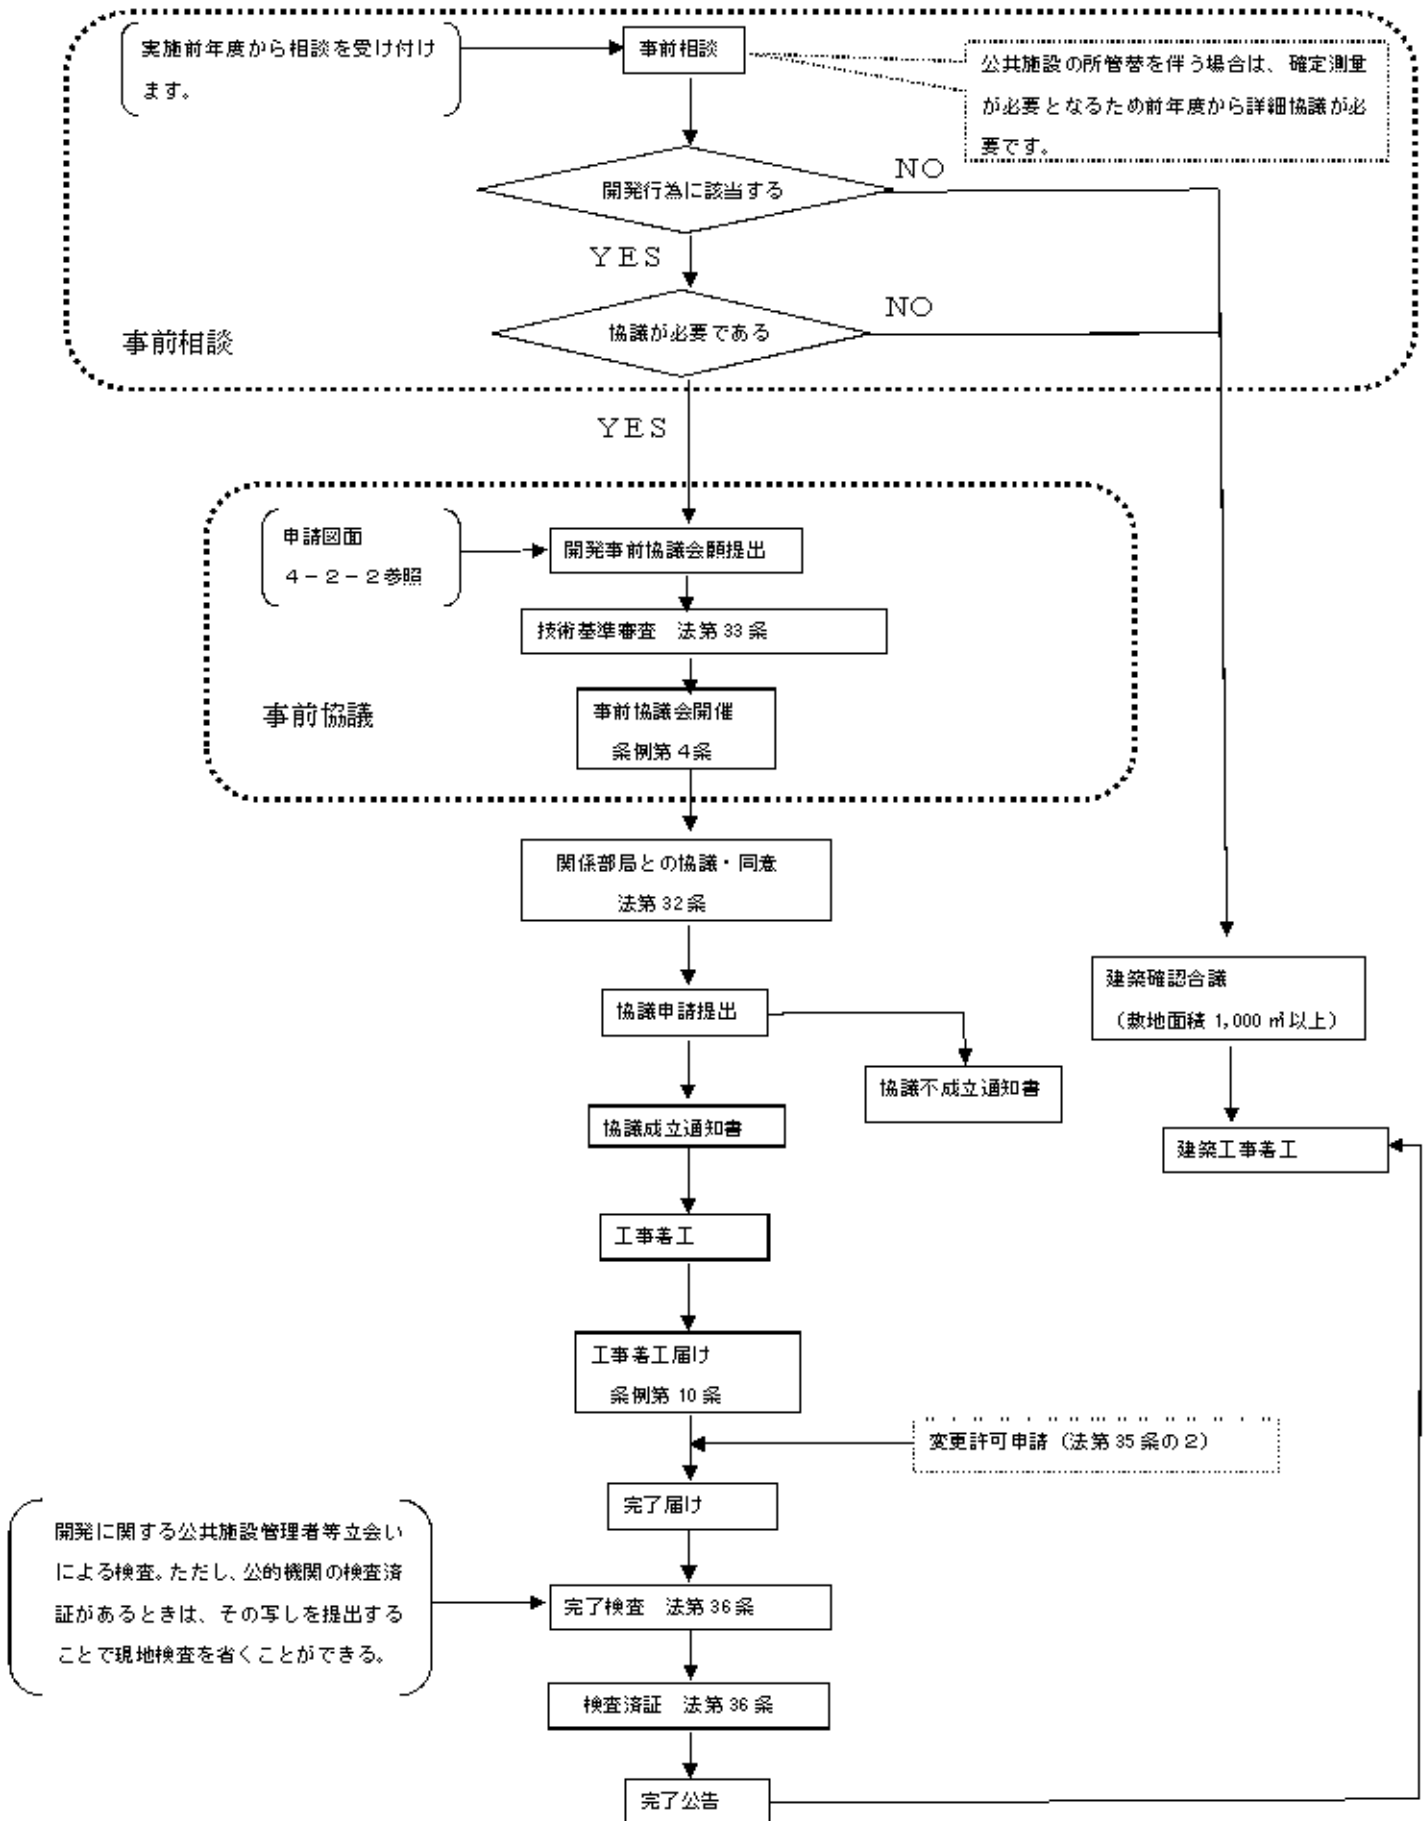 実施前年度から相談を受け付け
ます。
事前相談
公共施設の所管替を伴う場合は、確定測量
が必要となるため前年度から詳細協議が必
要です。
開発行為に該当する
NO
YES
協議が必要である
NO
事前相談
YES
申請図面
4-2-2参照
開発事前協議会願提出
技術基準審査 法第33条
事前協議会開催
条例第4条
事前協議
関係部局との協議・同意
法第32条
協議申請提出
建築確認合議
(敷地面積 1,000 ㎡以上)
協議不成立通知書
協議成立通知書
建築工事着工
工事着工
工事着工届け
条例第10条
変更許可申請(法第35条の2)
完了届け
開発に関する公共施設管理者等立会い
による検査。ただし、公的機関の検査済
証があるときは、その写しを提出する
ことで現地検査を省くことができる。
完了検査 法第36条
検査済証 法第36条
完了公告